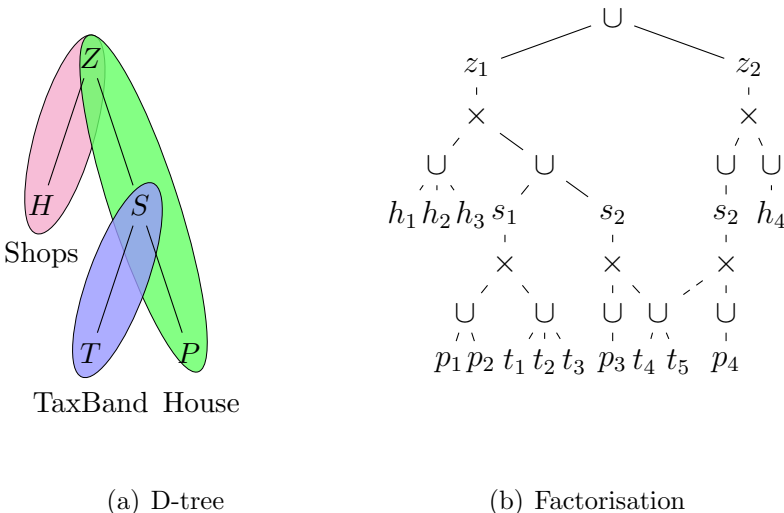 ∪
Z z₁ z₂
× ×
∪ ∪ ∪ ∪
H S h₁ h₂ h₃ s₁ s₂ s₂ h₄
Shops
× × ×
∪ ∪ ∪ ∪ ∪
T P p₁ p₂ t₁ t₂ t₃ p₃ t₄ t₅ p₄
TaxBand House
(a) D-tree (b) Factorisation